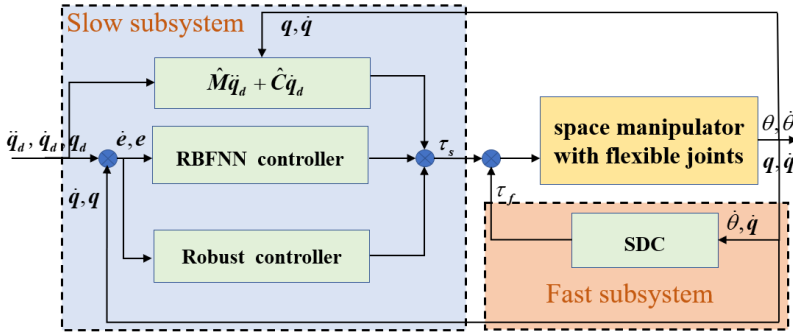 Slow subsystem
q, q̇
M̂q̈_d + Ĉq̇_d
q̈_d, q̇_d, q_d
ė, e
RBFNN controller
τ_s
space manipulator
with flexible joints
θ, θ̇
q, q̇
q̇, q
τ_f
Robust controller
SDC
θ̇, q̇
Fast subsystem